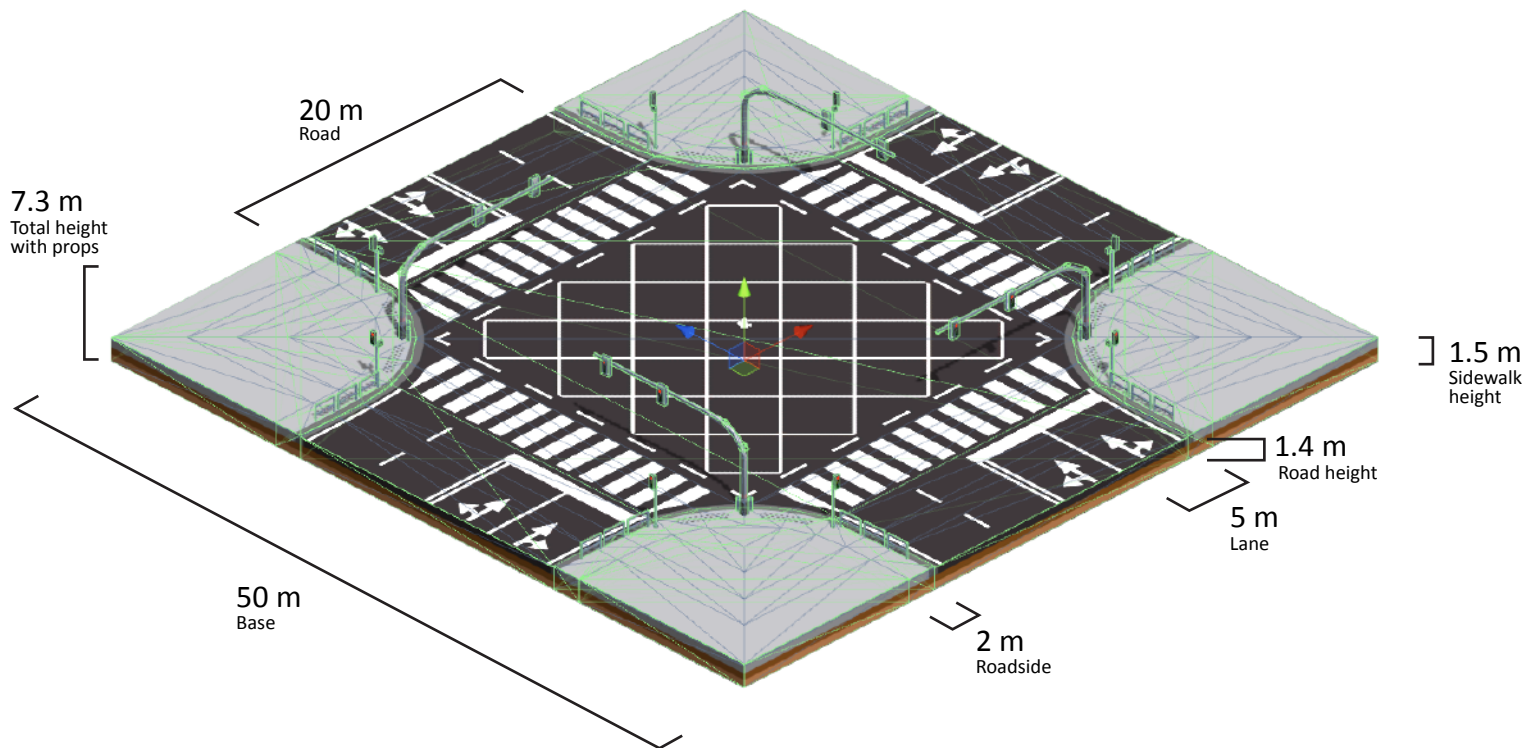 20 m
Road
7.3 m
Total height
with props
1.5 m
Sidewalk
height
1.4 m
Road height
5 m
Lane
50 m
Base
2 m
Roadside